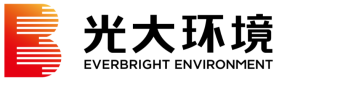 光大环境
EVERBRIGHT ENVIRONMENT